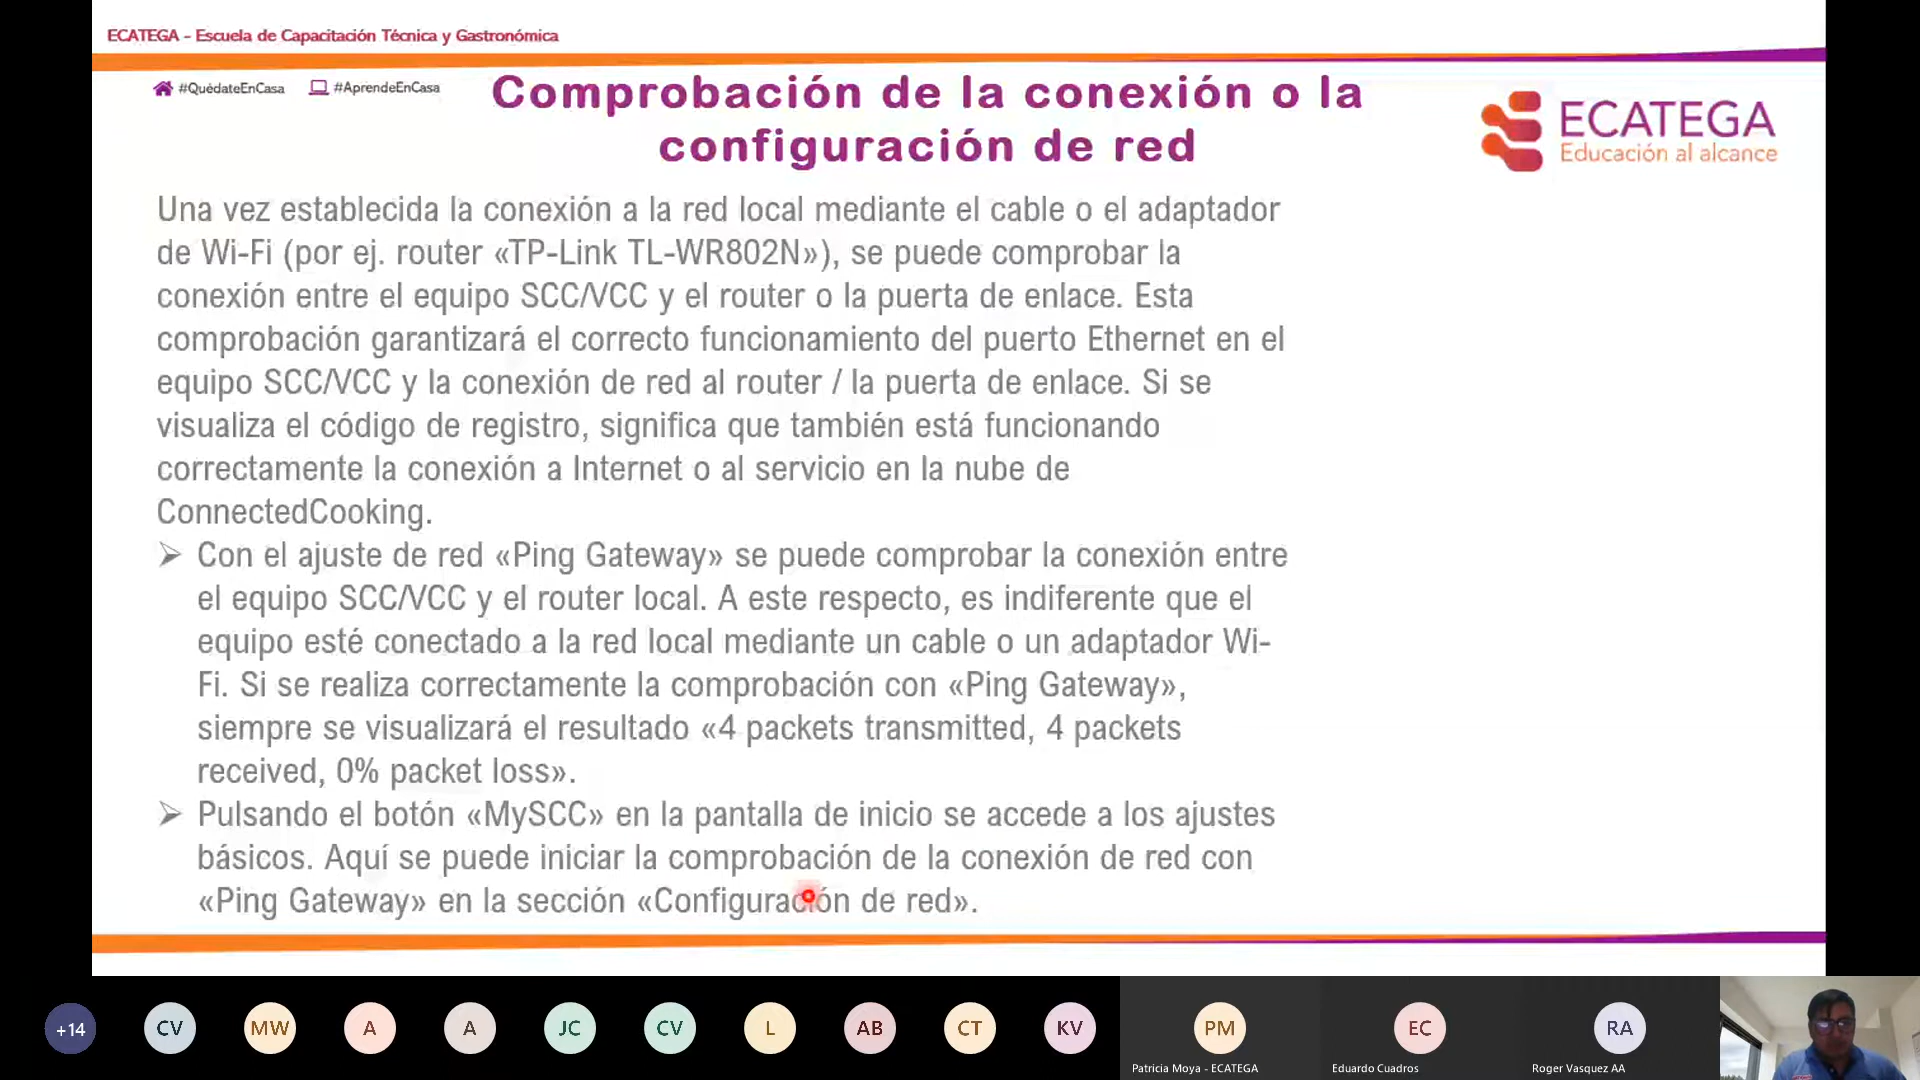 ECATEGA - Escuela de Capacitación Técnica y Gastronómica
#QuédateEnCasa #AprendeEnCasa
Comprobación de la conexión o la
configuración de red
ECATEGA
Educación al alcance
Una vez establecida la conexión a la red local mediante el cable o el adaptador
de Wi-Fi (por ej. router «TP-Link TL-WR802N»), se puede comprobar la
conexión entre el equipo SCC/VCC y el router o la puerta de enlace. Esta
comprobación garantizará el correcto funcionamiento del puerto Ethernet en el
equipo SCC/VCC y la conexión de red al router / la puerta de enlace. Si se
visualiza el código de registro, significa que también está funcionando
correctamente la conexión a Internet o al servicio en la nube de
ConnectedCooking.
➢ Con el ajuste de red «Ping Gateway» se puede comprobar la conexión entre
el equipo SCC/VCC y el router local. A este respecto, es indiferente que el
equipo esté conectado a la red local mediante un cable o un adaptador Wi-
Fi. Si se realiza correctamente la comprobación con «Ping Gateway»,
siempre se visualizará el resultado «4 packets transmitted, 4 packets
received, 0% packet loss».
➢ Pulsando el botón «MySCC» en la pantalla de inicio se accede a los ajustes
básicos. Aquí se puede iniciar la comprobación de la conexión de red con
«Ping Gateway» en la sección «Configuración de red».
+14 CV MW A A JC CV L AB CT KV PM EC RA
Patricia Moya - ECATEGA Eduardo Cuadros Roger Vasquez AA